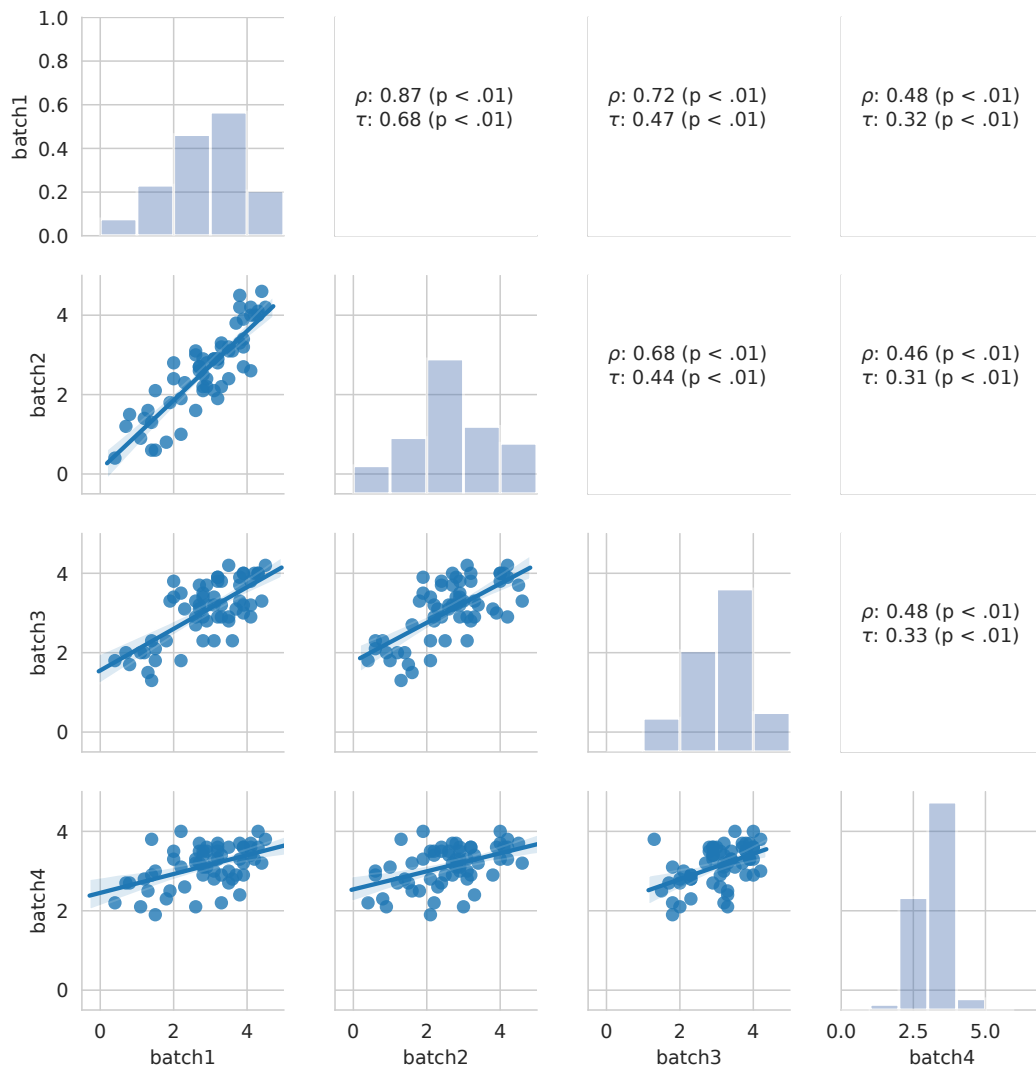 1.0
0.8
0.6
0.4
0.2
0.0
batch1
ρ: 0.87 (p < .01)
τ: 0.68 (p < .01)
ρ: 0.72 (p < .01)
τ: 0.47 (p < .01)
ρ: 0.48 (p < .01)
τ: 0.32 (p < .01)
4
2
0
batch2
ρ: 0.68 (p < .01)
τ: 0.44 (p < .01)
ρ: 0.46 (p < .01)
τ: 0.31 (p < .01)
4
2
0
batch3
ρ: 0.48 (p < .01)
τ: 0.33 (p < .01)
4
2
0
batch4
0 2 4
batch1
0 2 4
batch2
0 2 4
batch3
0.0 2.5 5.0
batch4